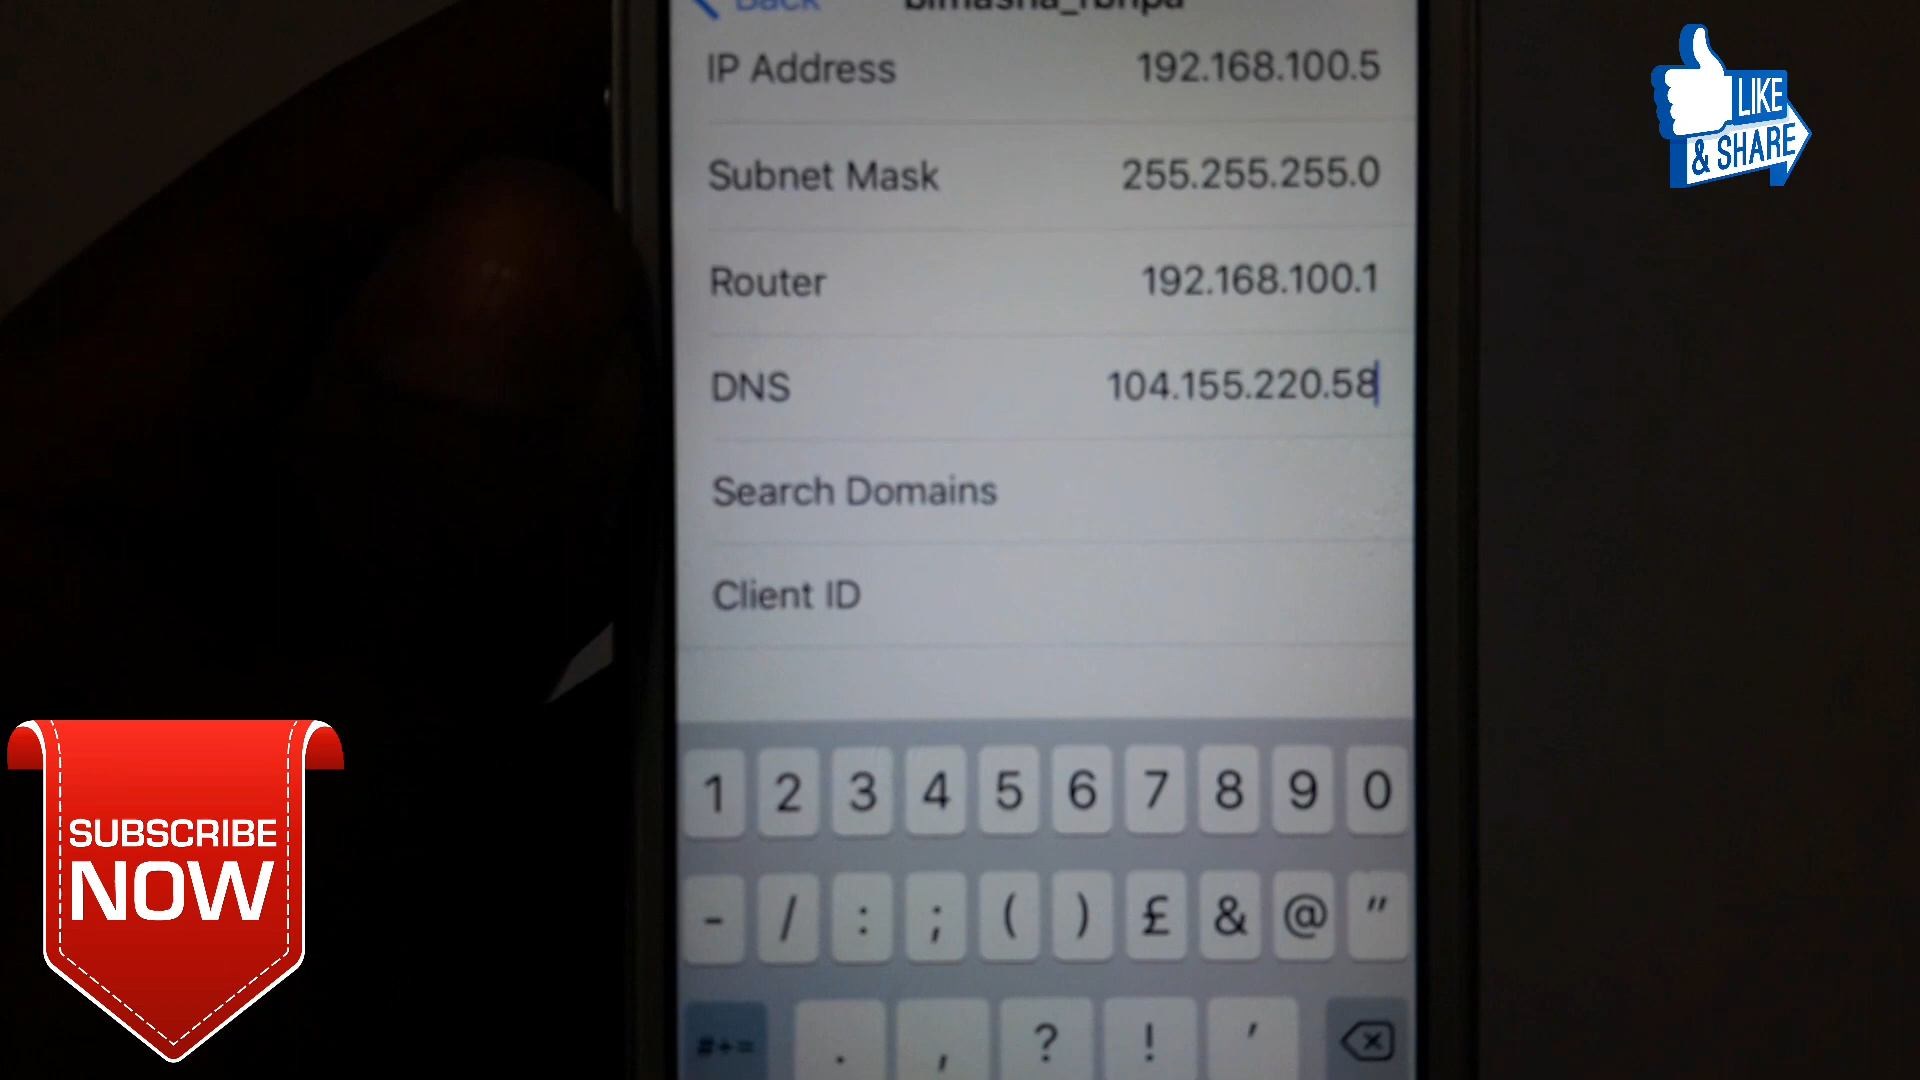 Back
IP Address 192.168.100.5
Subnet Mask 255.255.255.0
Router 192.168.100.1
DNS 104.155.220.58
Search Domains
Client ID
1 2 3 4 5 6 7 8 9 0
- / : ; ( ) £ & @ "
#+= . , ? ! '
LIKE
& SHARE
SUBSCRIBE
NOW